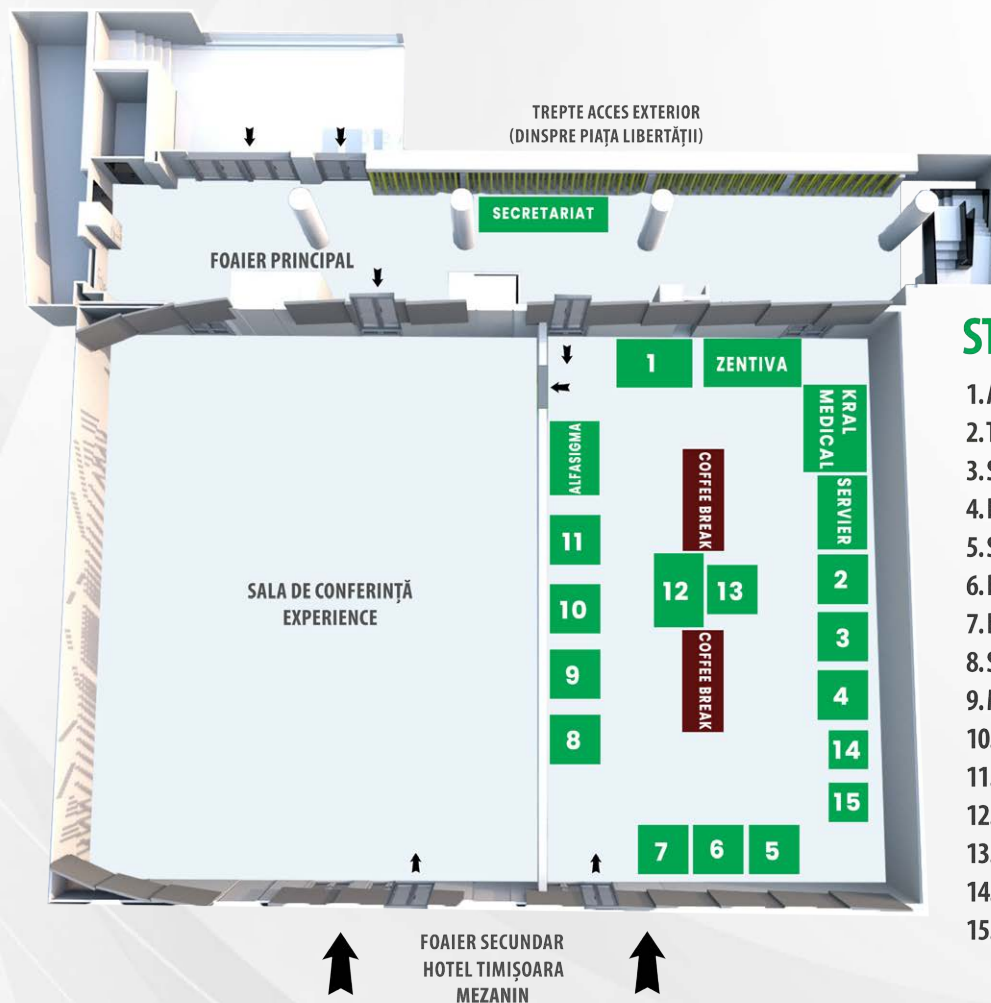 TREPTE ACCES EXTERIOR
(DINSPRE PIAȚA LIBERTĂȚII)
SECRETARIAT
FOAIER PRINCIPAL
1
ZENTIVA
KRAL
MEDICAL
ALFASIGMA
COFFEE BREAK
SERVIER
11
2
12
13
10
3
SALA DE CONFERINȚĂ
EXPERIENCE
9
COFFEE BREAK
4
8
14
15
7
6
5
FOAIER SECUNDAR
HOTEL TIMIȘOARA
MEZANIN
ST
1.
2.T
3.S
4.
5.S
6.
7.
8.S
9.
10
11
12
13
14
15